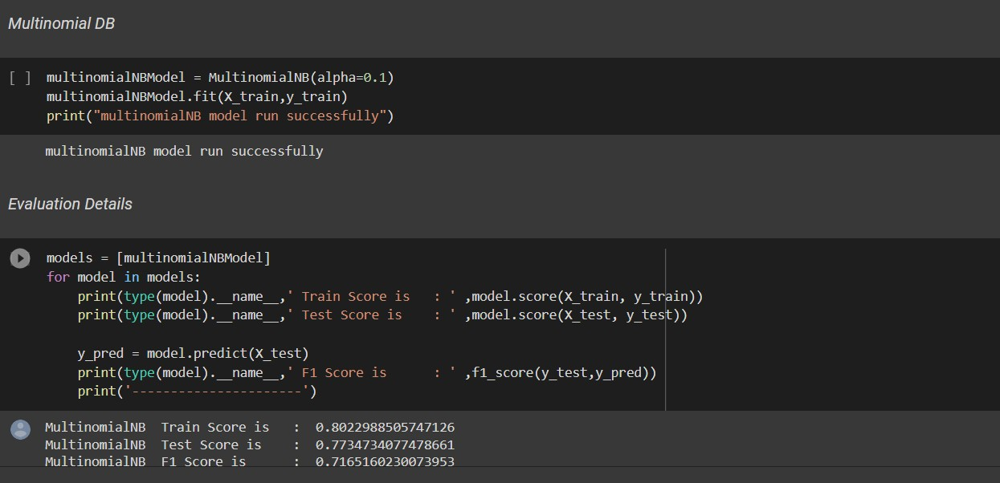 Multinomial DB
[ ] multinomialNBModel = MultinomialNB(alpha=0.1)
multinomialNBModel.fit(X_train,y_train)
print("multinomialNB model run successfully")
multinomialNB model run successfully
Evaluation Details
models = [multinomialNBModel]
for model in models:
    print(type(model).__name__,' Train Score is   : ' ,model.score(X_train, y_train))
    print(type(model).__name__,' Test Score is    : ' ,model.score(X_test, y_test))
    y_pred = model.predict(X_test)
    print(type(model).__name__,' F1 Score is      : ' ,f1_score(y_test,y_pred))
    print('----------------------')
MultinomialNB  Train Score is   :  0.8022988505747126
MultinomialNB  Test Score is    :  0.7734734077478661
MultinomialNB  F1 Score is      :  0.7165160230073953